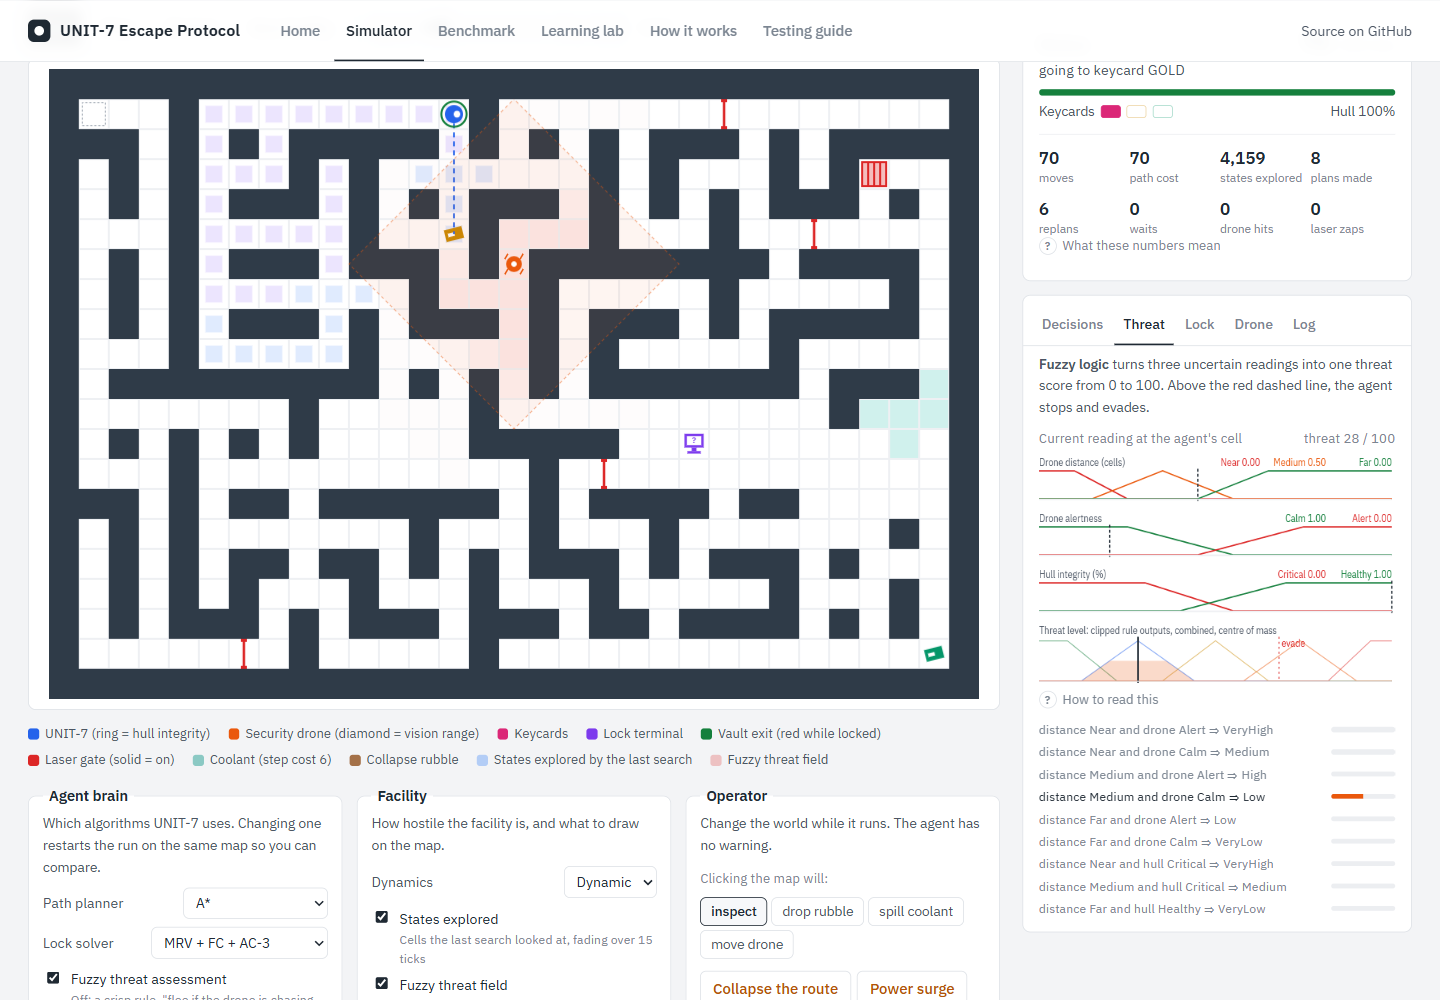 UNIT-7 Escape Protocol
Home
Simulator
Benchmark
Learning lab
How it works
Testing guide
Source on GitHub
going to keycard GOLD
Keycards
Hull 100%
70
moves
70
path cost
4,159
states explored
8
plans made
6
replans
0
waits
0
drone hits
0
laser zaps
? What these numbers mean
Decisions
Threat
Lock
Drone
Log
Fuzzy logic turns three uncertain readings into one threat
score from 0 to 100. Above the red dashed line, the agent
stops and evades.
Current reading at the agent's cell
threat 28 / 100
Drone distance (cells)
Near 0.00
Medium 0.50
Far 0.00
Drone alertness
Calm 1.00
Alert 0.00
Hull integrity (%)
Critical 0.00
Healthy 1.00
Threat level: clipped rule outputs, combined, centre of mass
evade
? How to read this
distance Near and drone Alert ⇒ VeryHigh
distance Near and drone Calm ⇒ Medium
distance Medium and drone Alert ⇒ High
distance Medium and drone Calm ⇒ Low
distance Far and drone Alert ⇒ Low
distance Far and drone Calm ⇒ VeryLow
distance Near and hull Critical ⇒ VeryHigh
distance Medium and hull Critical ⇒ Medium
distance Far and hull Healthy ⇒ VeryLow
?
UNIT-7 (ring = hull integrity)
Security drone (diamond = vision range)
Keycards
Lock terminal
Vault exit (red while locked)
Laser gate (solid = on)
Coolant (step cost 6)
Collapse rubble
States explored by the last search
Fuzzy threat field
Agent brain
Which algorithms UNIT-7 uses. Changing one
restarts the run on the same map so you can
compare.
Path planner
A*
Lock solver
MRV + FC + AC-3
Fuzzy threat assessment
Off: a crisp rule, "flee if the drone is chasing
Facility
How hostile the facility is, and what to draw
on the map.
Dynamics
Dynamic
States explored
Cells the last search looked at, fading over 15
ticks
Fuzzy threat field
Operator
Change the world while it runs. The agent has
no warning.
Clicking the map will:
inspect
drop rubble
spill coolant
move drone
Collapse the route
Power surge